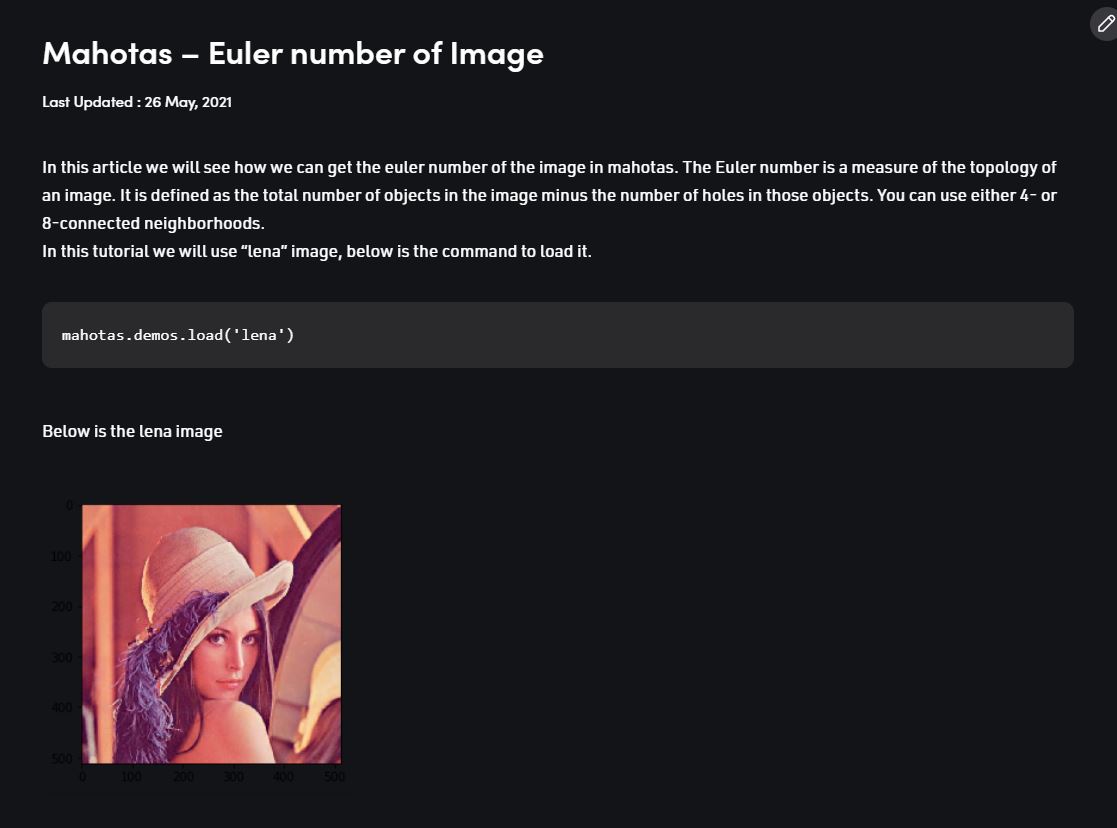 Mahotas – Euler number of Image
Last Updated : 26 May, 2021
In this article we will see how we can get the euler number of the image in mahotas. The Euler number is a measure of the topology of
an image. It is defined as the total number of objects in the image minus the number of holes in those objects. You can use either 4- or
8-connected neighborhoods.
In this tutorial we will use “lena” image, below is the command to load it.
mahotas.demos.load('lena')
Below is the lena image
0
100
200
300
400
500
0 100 200 300 400 500